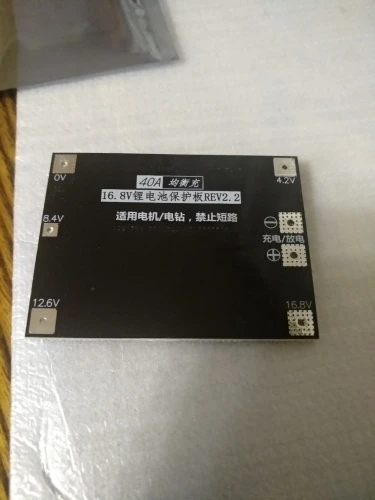 0V
40A 均衡充
4.2V
16.8V锂电池保护板REV2.2
8.4V
适用电机/电钻，禁止短路
充电/放电
12.6V
16.8V